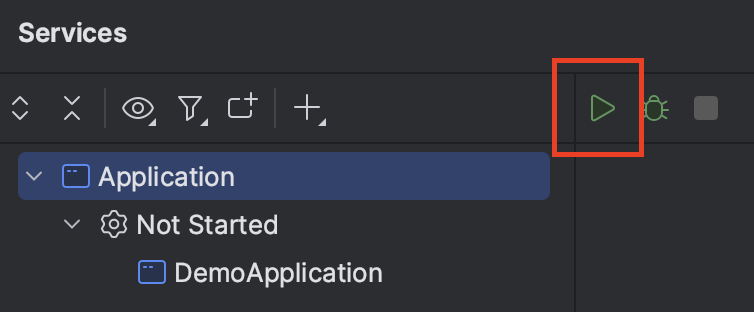 Services
Application
Not Started
DemoApplication